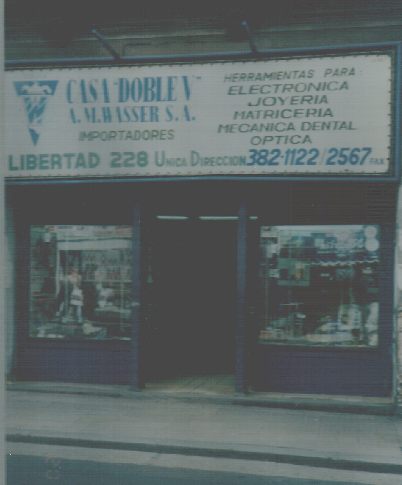 CASA "DOBLE V"
A. M. WASSER S.A.
IMPORTADORES
HERRAMIENTAS PARA:
ELECTRONICA
JOYERIA
MATRICERIA
MECANICA DENTAL
OPTICA
LIBERTAD 228 UNICA DIRECCION 382-1122/2567 FAX